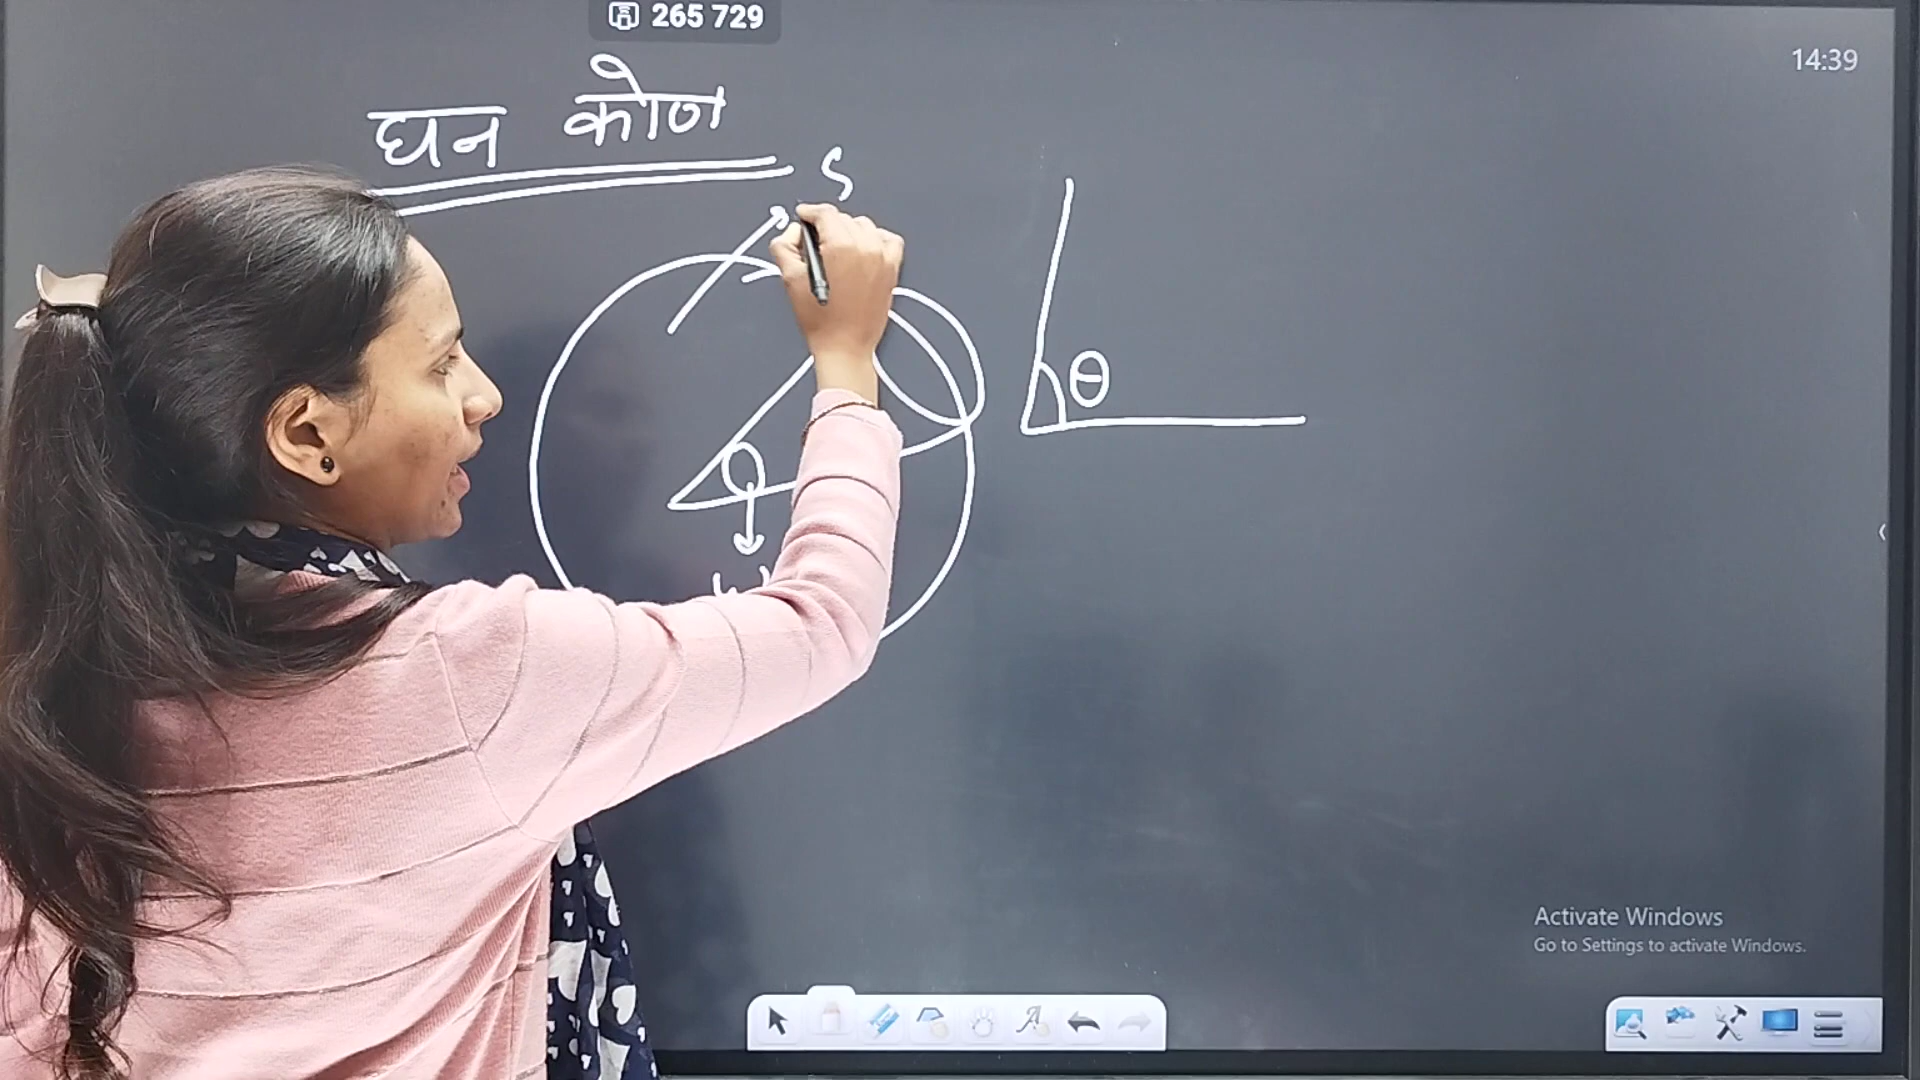 265 729
14:39
घन कोण
S
θ
Activate Windows
Go to Settings to activate Windows.